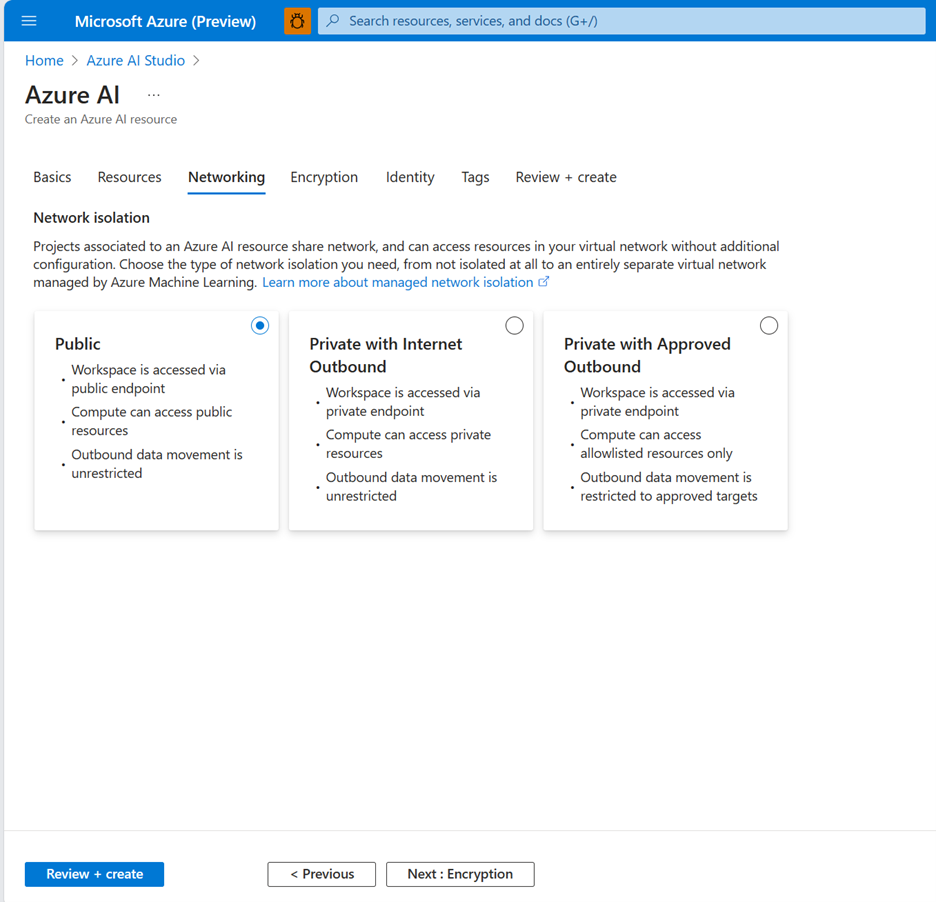 Microsoft Azure (Preview)
Search resources, services, and docs (G+/)
Home > Azure AI Studio >
Azure AI ...
Create an Azure AI resource
Basics Resources Networking Encryption Identity Tags Review + create
Network isolation
Projects associated to an Azure AI resource share network, and can access resources in your virtual network without additional
configuration. Choose the type of network isolation you need, from not isolated at all to an entirely separate virtual network
managed by Azure Machine Learning. Learn more about managed network isolation
Public
• Workspace is accessed via
public endpoint
• Compute can access public
resources
• Outbound data movement is
unrestricted
Private with Internet
Outbound
• Workspace is accessed via
private endpoint
• Compute can access private
resources
• Outbound data movement is
unrestricted
Private with Approved
Outbound
• Workspace is accessed via
private endpoint
• Compute can access
allowlisted resources only
• Outbound data movement is
restricted to approved targets
Review + create
< Previous
Next : Encryption